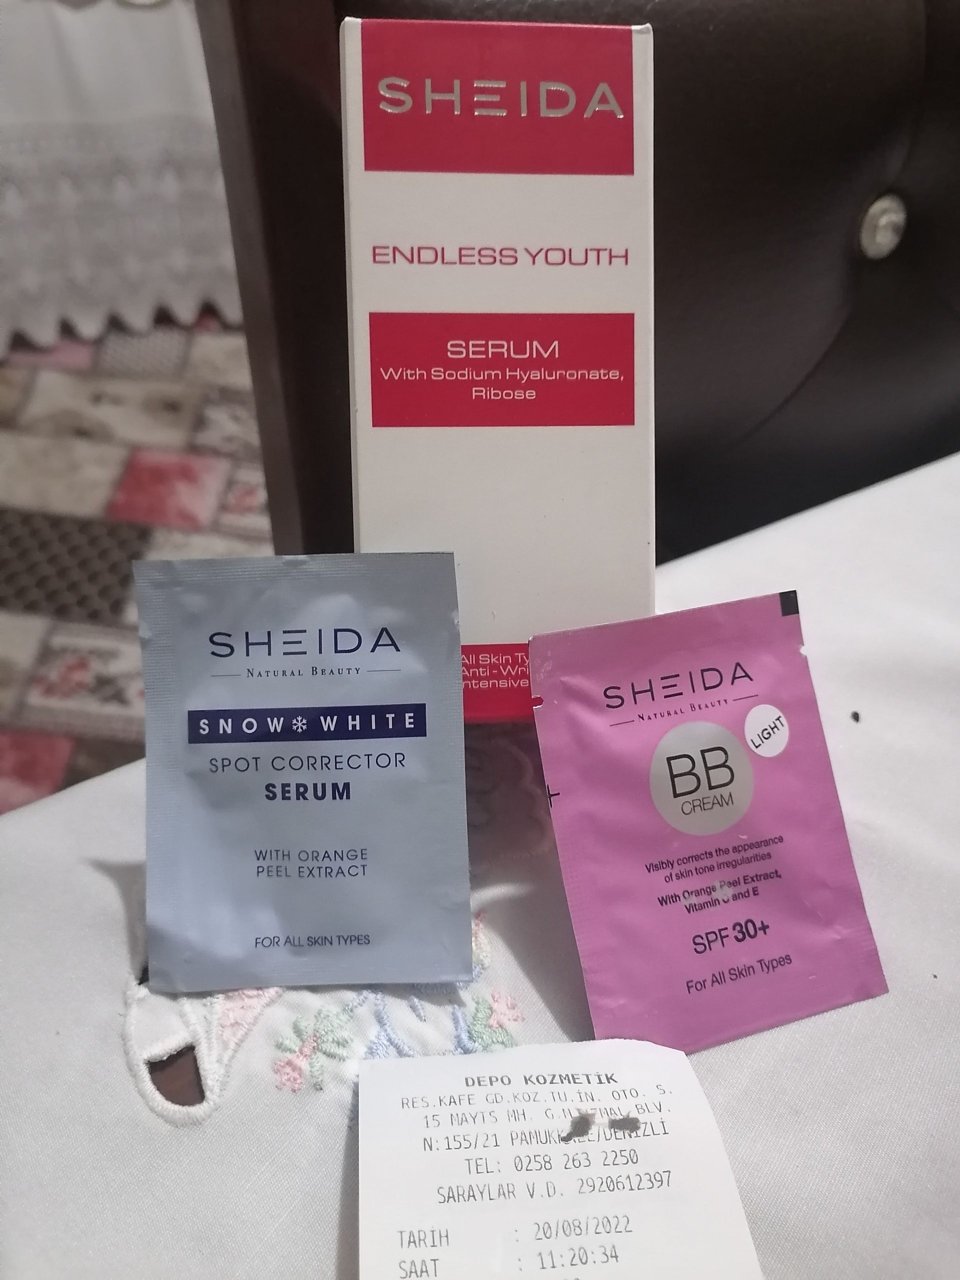 SHEIDA
ENDLESS YOUTH
SERUM
With Sodium Hyaluronate,
Ribose
All Skin Ty
Anti-Wri
ntensive
SHEIDA
NATURAL BEAUTY
SNOW WHITE
SPOT CORRECTOR
SERUM
WITH ORANGE
PEEL EXTRACT
FOR ALL SKIN TYPES
SHEIDA
NATURAL BEAUTY
LIGHT
BB
CREAM
Visibly corrects the appearance
of skin tone irregularities
With Orange Peel Extract,
Vitamin C and E
SPF 30+
For All Skin Types
DEPO KOZMETİK
RES.KAFE GD.KOZ.TU.İN. OTO. S.
15 MAYIS MH. BLV.
N:155/21 DENİZLİ
TEL: 0258 263 2250
SARAYLAR V.D. 2920612397
TARİH : 20/08/2022
SAAT : 11:20:34